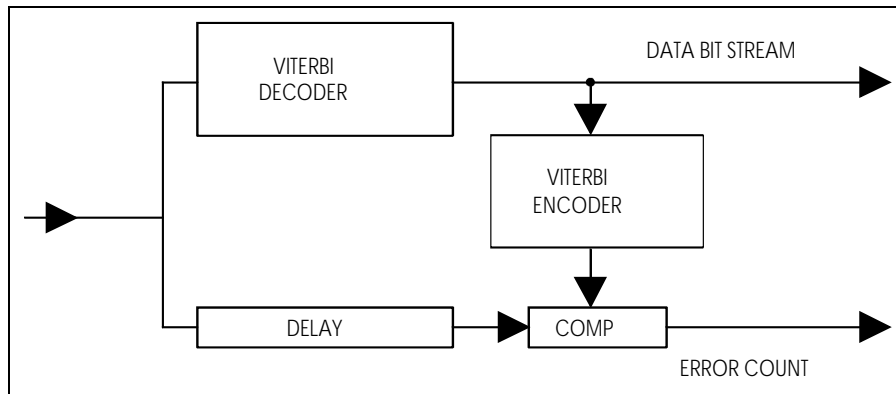 VITERBI
DECODER
DATA BIT STREAM
VITERBI
ENCODER
DELAY
COMP
ERROR COUNT